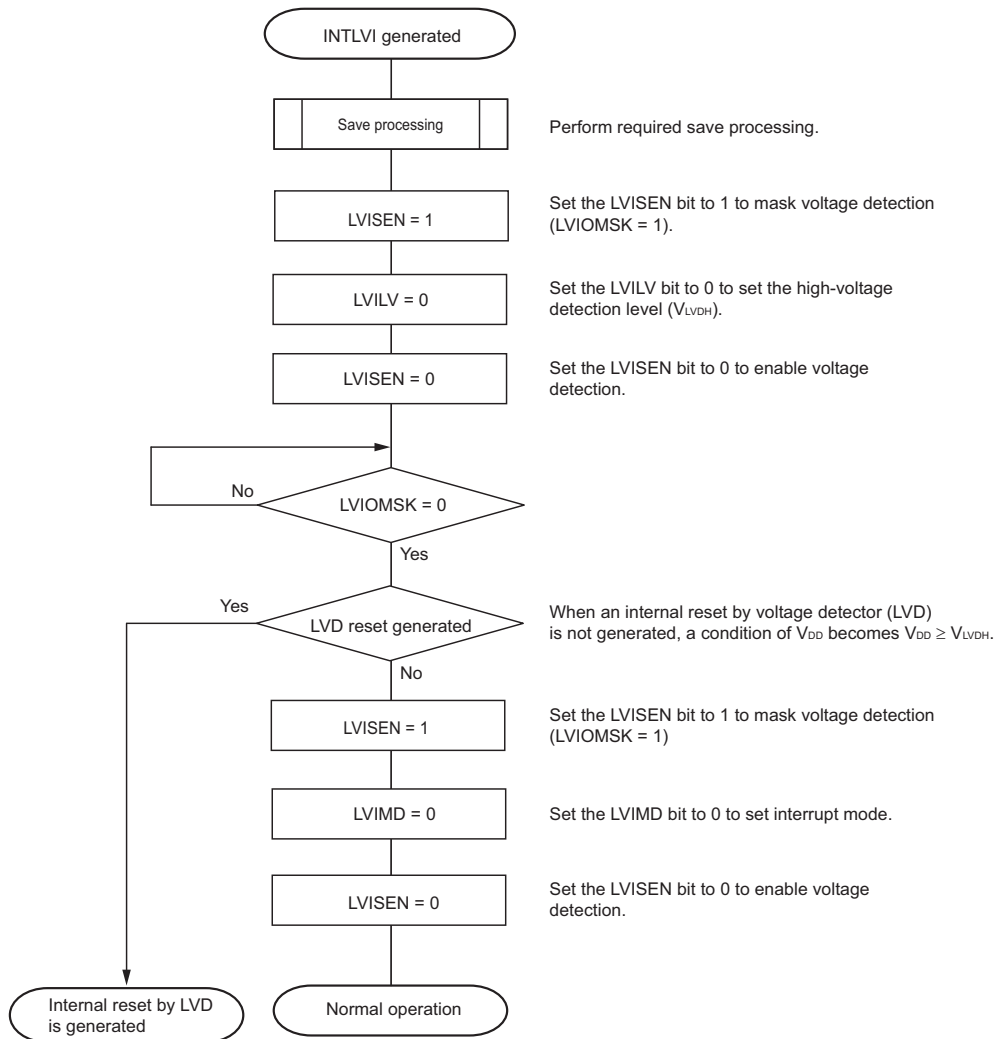 INTLVI generated
Save processing
Perform required save processing.
LVISEN = 1
Set the LVISEN bit to 1 to mask voltage detection
(LVIOMSK = 1).
LVILV = 0
Set the LVILV bit to 0 to set the high-voltage
detection level (VLVDH).
LVISEN = 0
Set the LVISEN bit to 0 to enable voltage
detection.
No
LVIOMSK = 0
Yes
Yes
LVD reset generated
When an internal reset by voltage detector (LVD)
is not generated, a condition of VDD becomes VDD ≥ VLVDH.
No
LVISEN = 1
Set the LVISEN bit to 1 to mask voltage detection
(LVIOMSK = 1)
LVIMD = 0
Set the LVIMD bit to 0 to set interrupt mode.
LVISEN = 0
Set the LVISEN bit to 0 to enable voltage
detection.
Internal reset by LVD
is generated
Normal operation